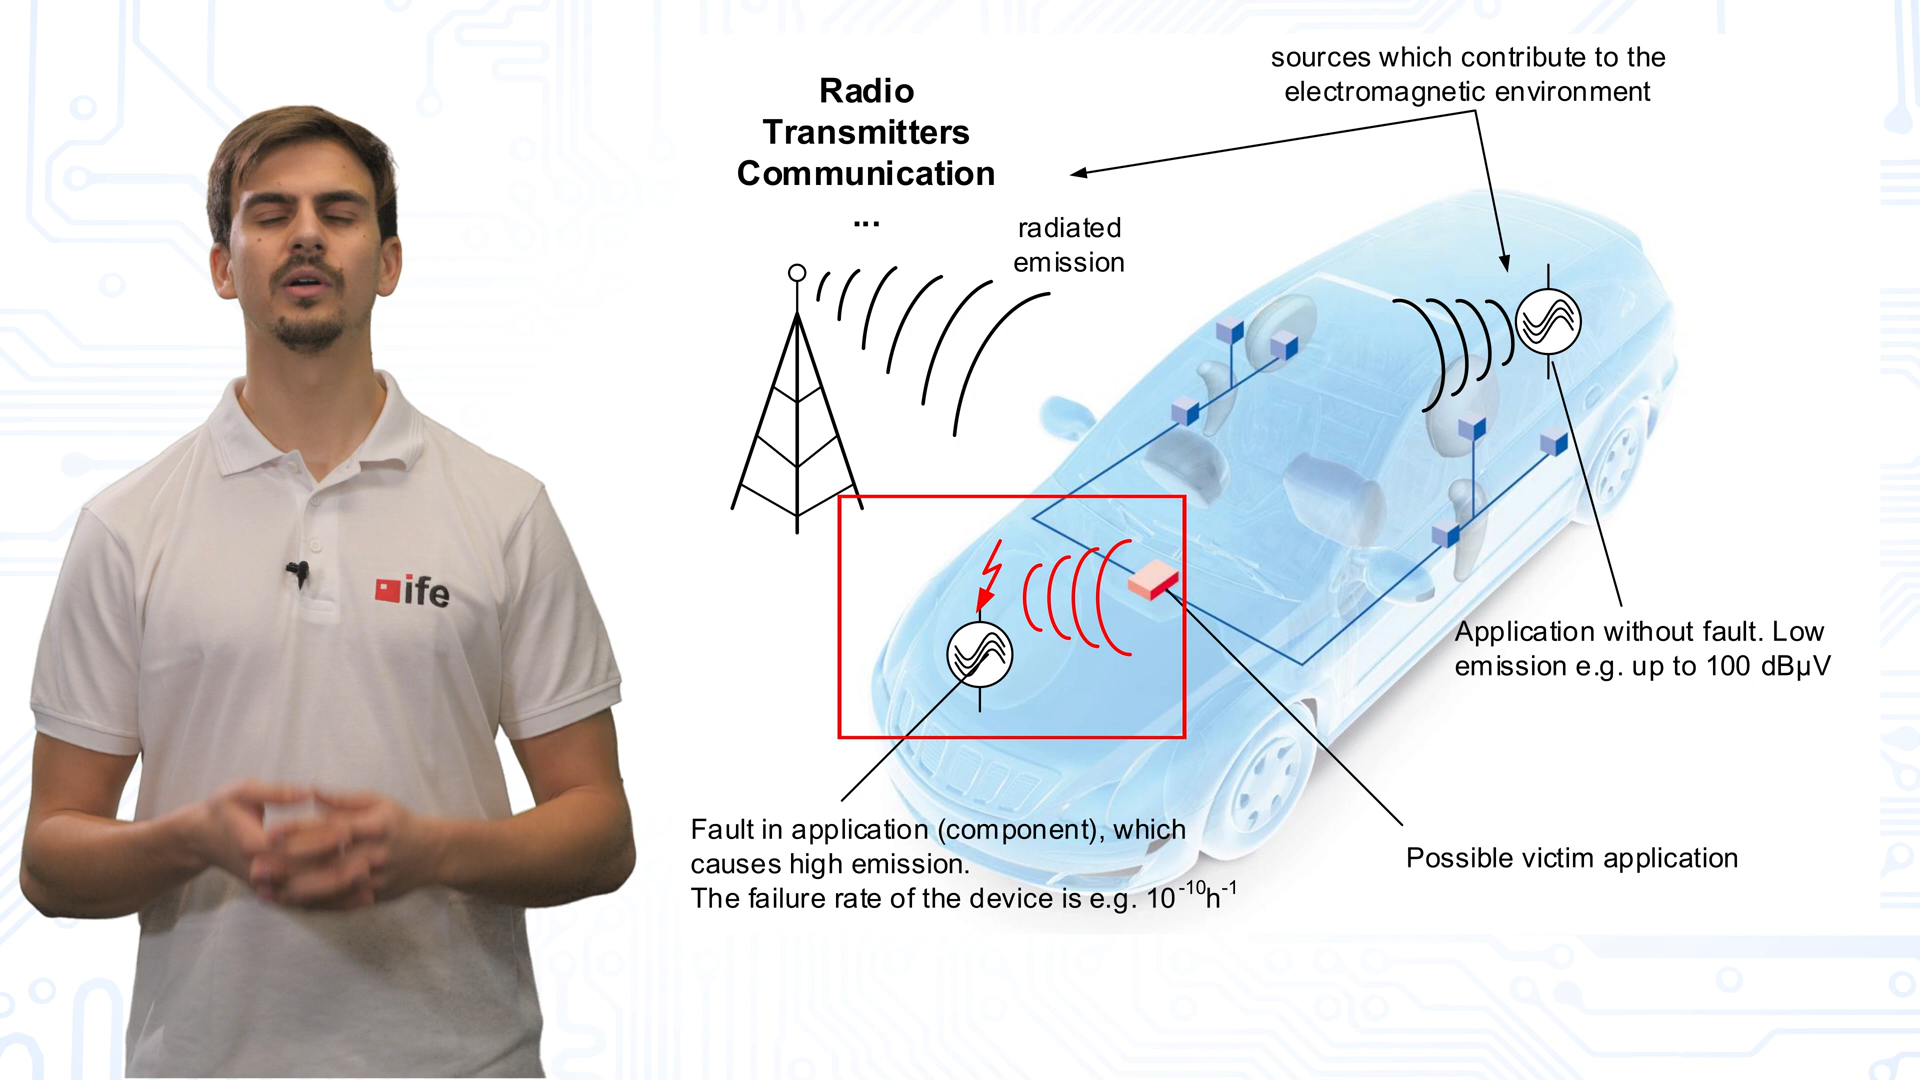 sources which contribute to the
electromagnetic environment
Radio
Transmitters
Communication
...
radiated
emission
ife
Application without fault. Low
emission e.g. up to 100 dBµV
Fault in application (component), which
causes high emission.
The failure rate of the device is e.g. 10⁻¹⁰h⁻¹
Possible victim application